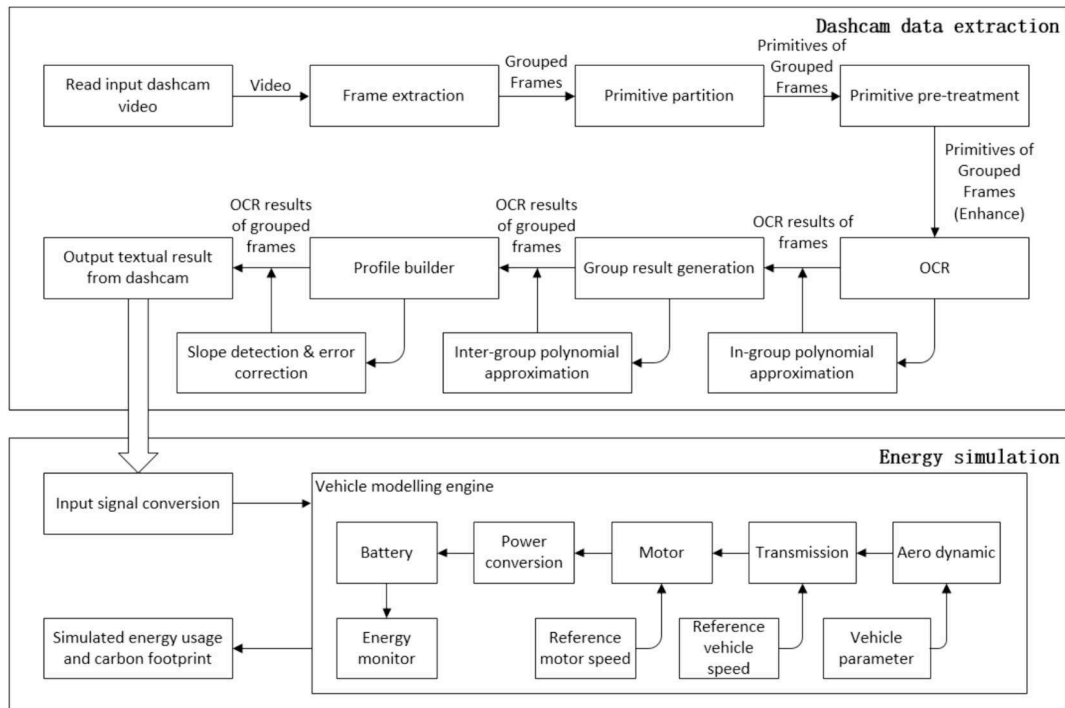 Dashcam data extraction
Read input dashcam
video
Video
Frame extraction
Grouped
Frames
Primitive partition
Primitives of
Grouped
Frames
Primitive pre-treatment
Primitives of
Grouped
Frames
(Enhance)
OCR
OCR results of
frames
In-group polynomial
approximation
Group result generation
OCR results
of grouped
frames
Inter-group polynomial
approximation
Profile builder
OCR results
of grouped
frames
Slope detection & error
correction
Output textual result
from dashcam
Energy simulation
Input signal conversion
Vehicle modelling engine
Battery
Power
conversion
Motor
Transmission
Aero dynamic
Energy
monitor
Reference
motor speed
Reference
vehicle
speed
Vehicle
parameter
Simulated energy usage
and carbon footprint